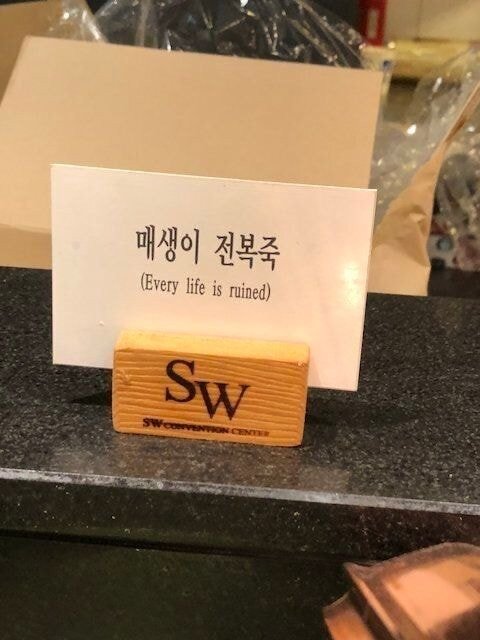 매생이 전복죽
(Every life is ruined)
SW
SW CONVENTION CENTER